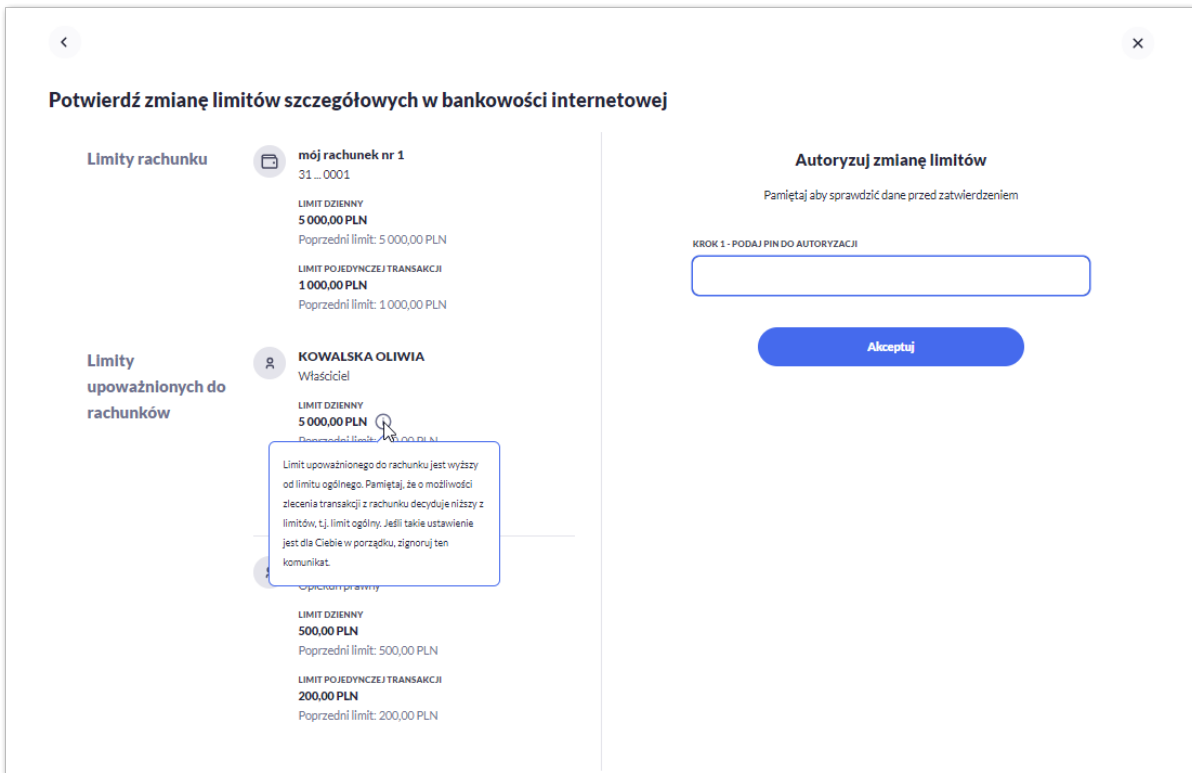 Potwierdź zmianę limitów szczegółowych w bankowości internetowej
Limity rachunku
mój rachunek nr 1
31 ... 0001
LIMIT DZIENNY
5 000,00 PLN
Poprzedni limit: 5 000,00 PLN
LIMIT POJEDYNCZEJ TRANSAKCJI
1 000,00 PLN
Poprzedni limit: 1 000,00 PLN
Limity
upoważnionych do
rachunków
KOWALSKA OLIWIA
Właściciel
LIMIT DZIENNY
5 000,00 PLN
Poprzedni limit: 00 PLN
Limit upoważnionego do rachunku jest wyższy
od limitu ogólnego. Pamiętaj, że o możliwości
zlecenia transakcji z rachunku decyduje niższy z
limitów, t.j. limit ogólny. Jeśli takie ustawienie
jest dla Ciebie w porządku, zignoruj ten
komunikat.
Opiekun prawny
LIMIT DZIENNY
500,00 PLN
Poprzedni limit: 500,00 PLN
LIMIT POJEDYNCZEJ TRANSAKCJI
200,00 PLN
Poprzedni limit: 200,00 PLN
Autoryzuj zmianę limitów
Pamiętaj aby sprawdzić dane przed zatwierdzeniem
KROK 1 - PODAJ PIN DO AUTORYZACJI
Akceptuj